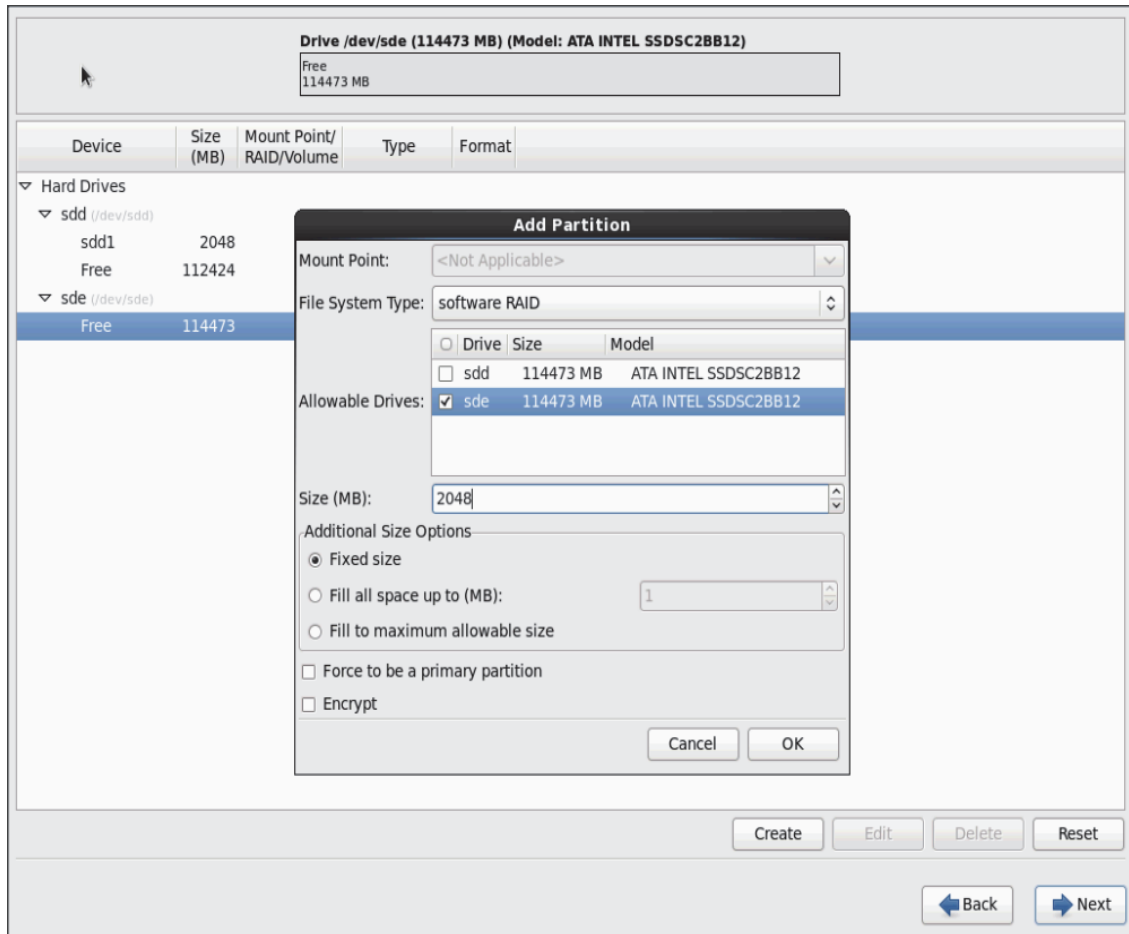 Drive /dev/sde (114473 MB) (Model: ATA INTEL SSDSC2BB12)
Free
114473 MB
Device Size (MB) Mount Point/ RAID/Volume Type Format
Hard Drives
sdd (/dev/sdd)
sdd1 2048
Free 112424
sde (/dev/sde)
Free 114473
Add Partition
Mount Point: <Not Applicable>
File System Type: software RAID
Drive Size Model
sdd 114473 MB ATA INTEL SSDSC2BB12
Allowable Drives: sde 114473 MB ATA INTEL SSDSC2BB12
Size (MB): 2048
Additional Size Options
Fixed size
Fill all space up to (MB): 1
Fill to maximum allowable size
Force to be a primary partition
Encrypt
Cancel OK
Create Edit Delete Reset
Back Next